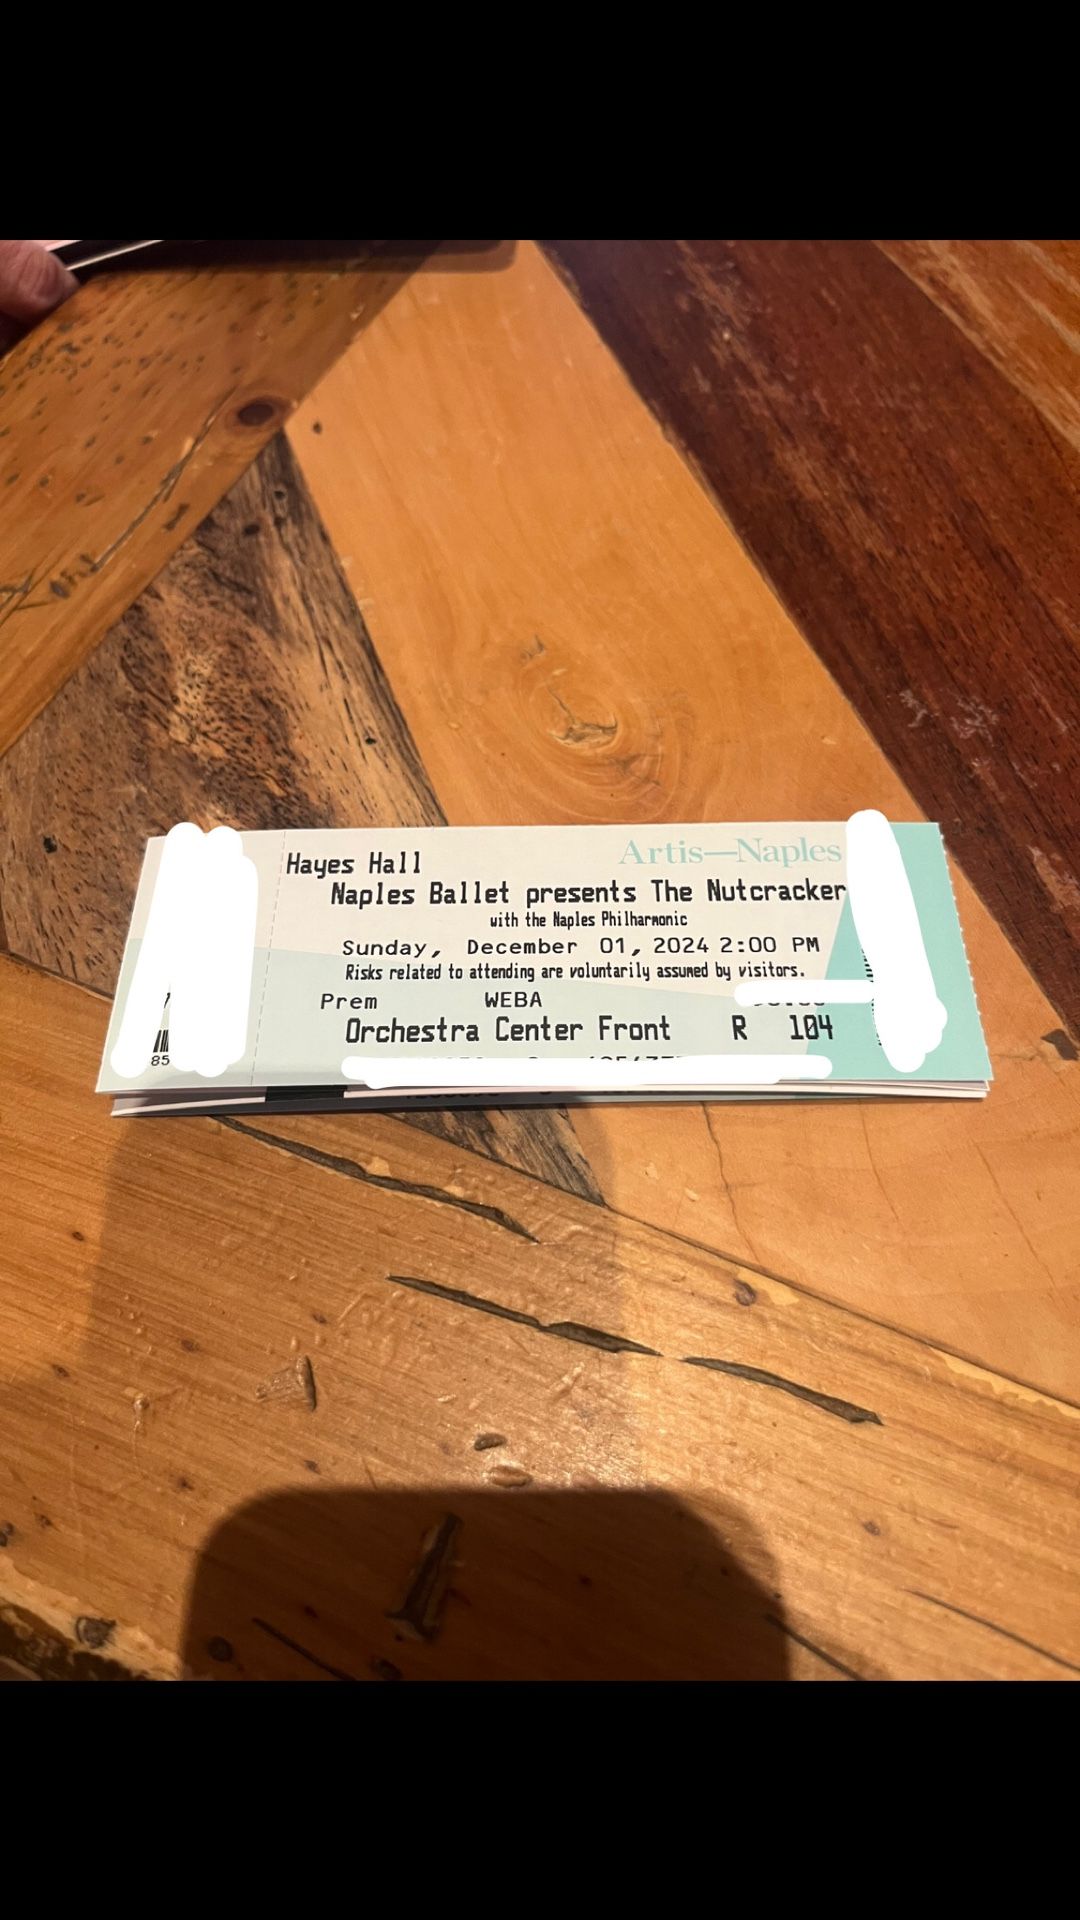 Artis—Naples
Hayes Hall
Naples Ballet presents The Nutcracker
with the Naples Philharmonic
Sunday, December 01, 2024 2:00 PM
Risks related to attending are voluntarily assumed by visitors.
Prem WEBA
Orchestra Center Front R 104
85